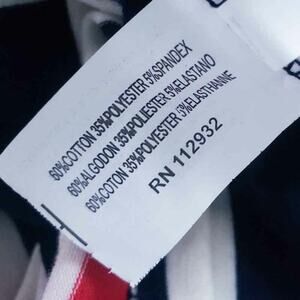 60%COTTON 35%POLYESTER 5%SPANDEX
60%ALGODON 35%POLIESTER 5%ELASTANO
60%COTON 35%POLYESTER 5%ELASTHANNE
RN 112932